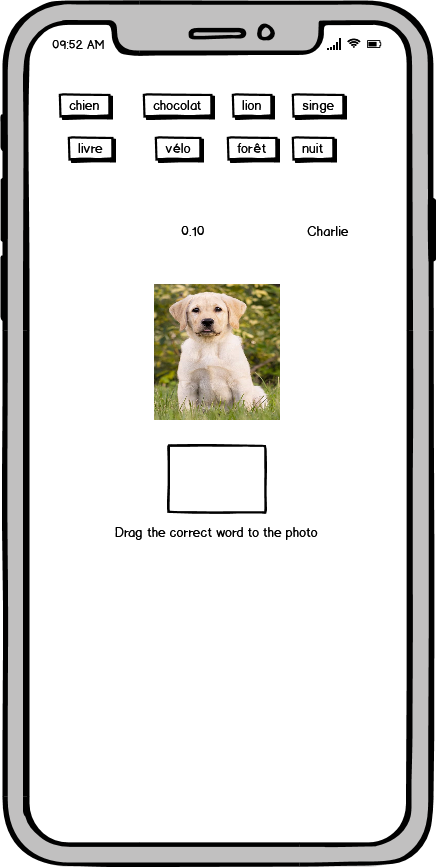 09:52 AM
chien chocolat lion singe
livre vélo forêt nuit
0.10 Charlie
Drag the correct word to the photo